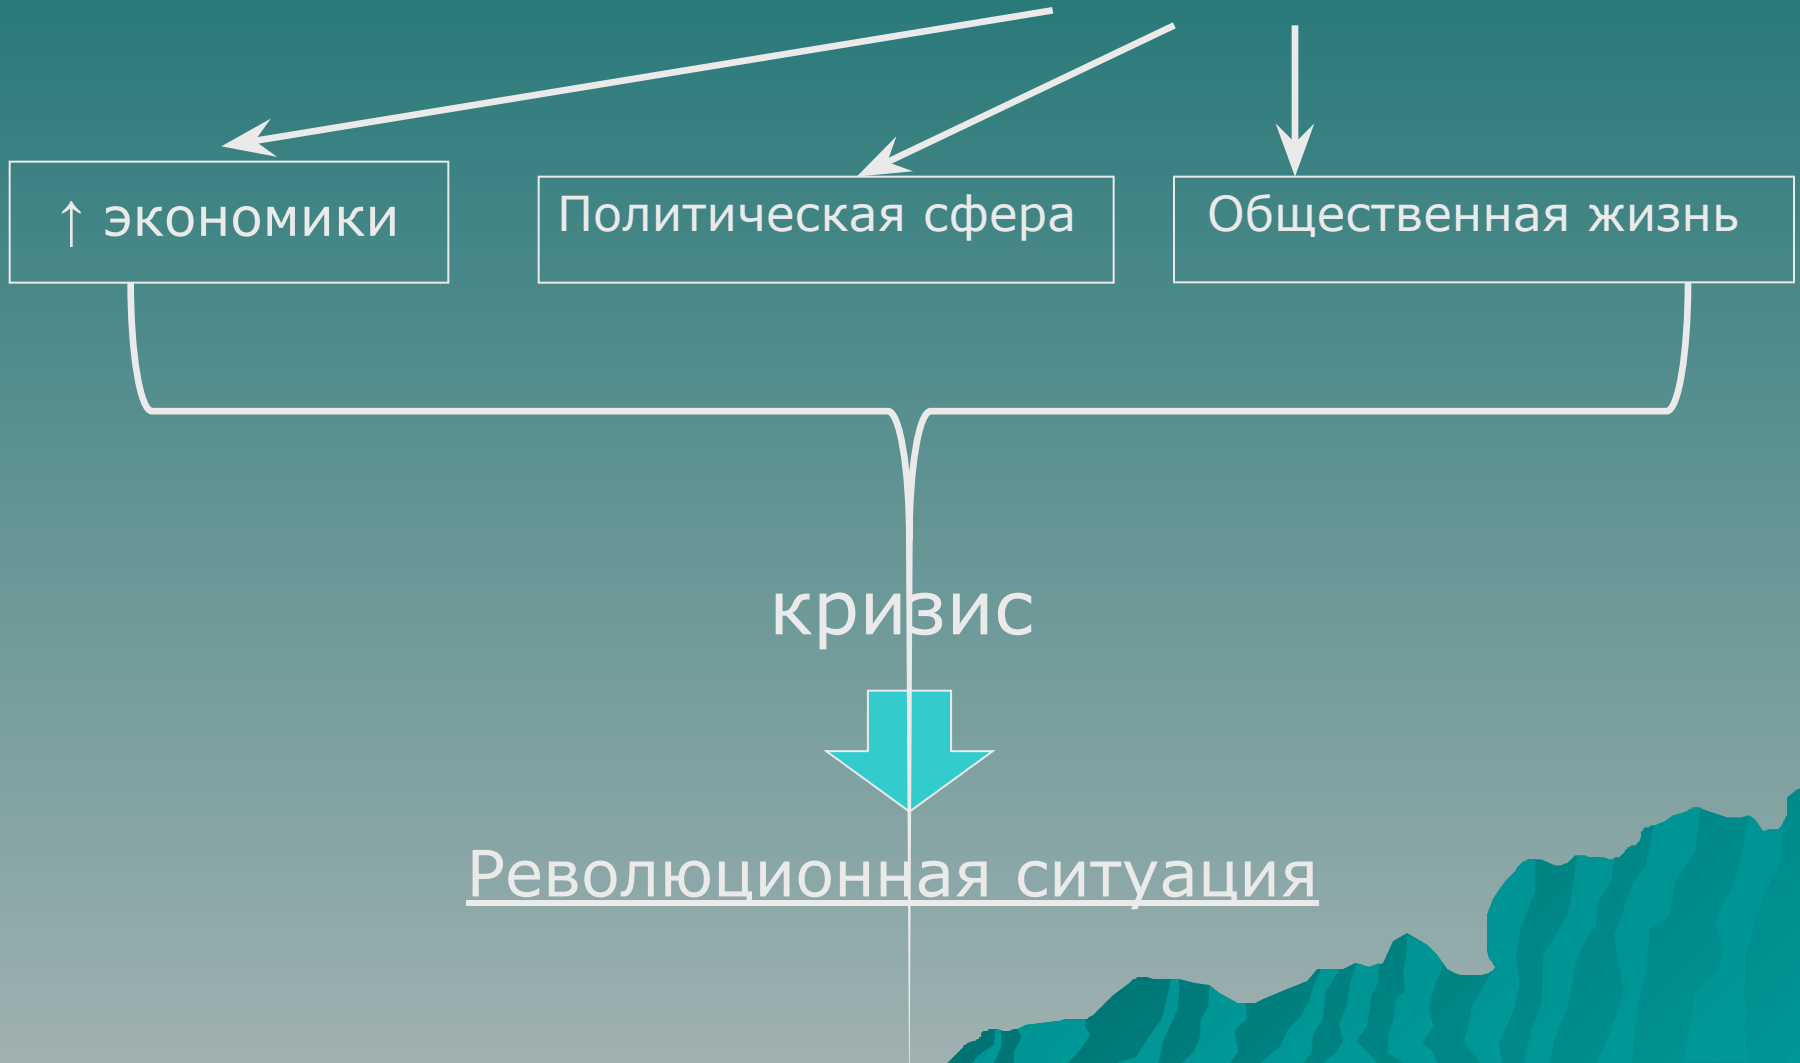 ↑ экономики
Политическая сфера
Общественная жизнь
кризис
Революционная ситуация